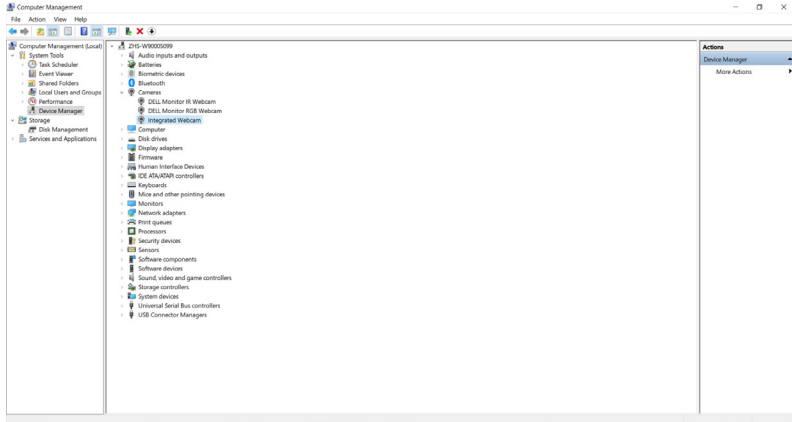 Computer Management
File Action View Help
Computer Management (Local)
System Tools
Task Scheduler
Event Viewer
Shared Folders
Local Users and Groups
Performance
Device Manager
Storage
Disk Management
Services and Applications
ZHS-W90005099
Audio inputs and outputs
Batteries
Biometric devices
Bluetooth
Cameras
DELL Monitor IR Webcam
DELL Monitor RGB Webcam
Integrated Webcam
Computer
Disk drives
Display adapters
Firmware
Human Interface Devices
IDE ATA/ATAPI controllers
Keyboards
Mice and other pointing devices
Monitors
Network adapters
Print queues
Processors
Security devices
Sensors
Software components
Software devices
Sound, video and game controllers
Storage controllers
System devices
Universal Serial Bus controllers
USB Connector Managers
Actions
Device Manager
More Actions